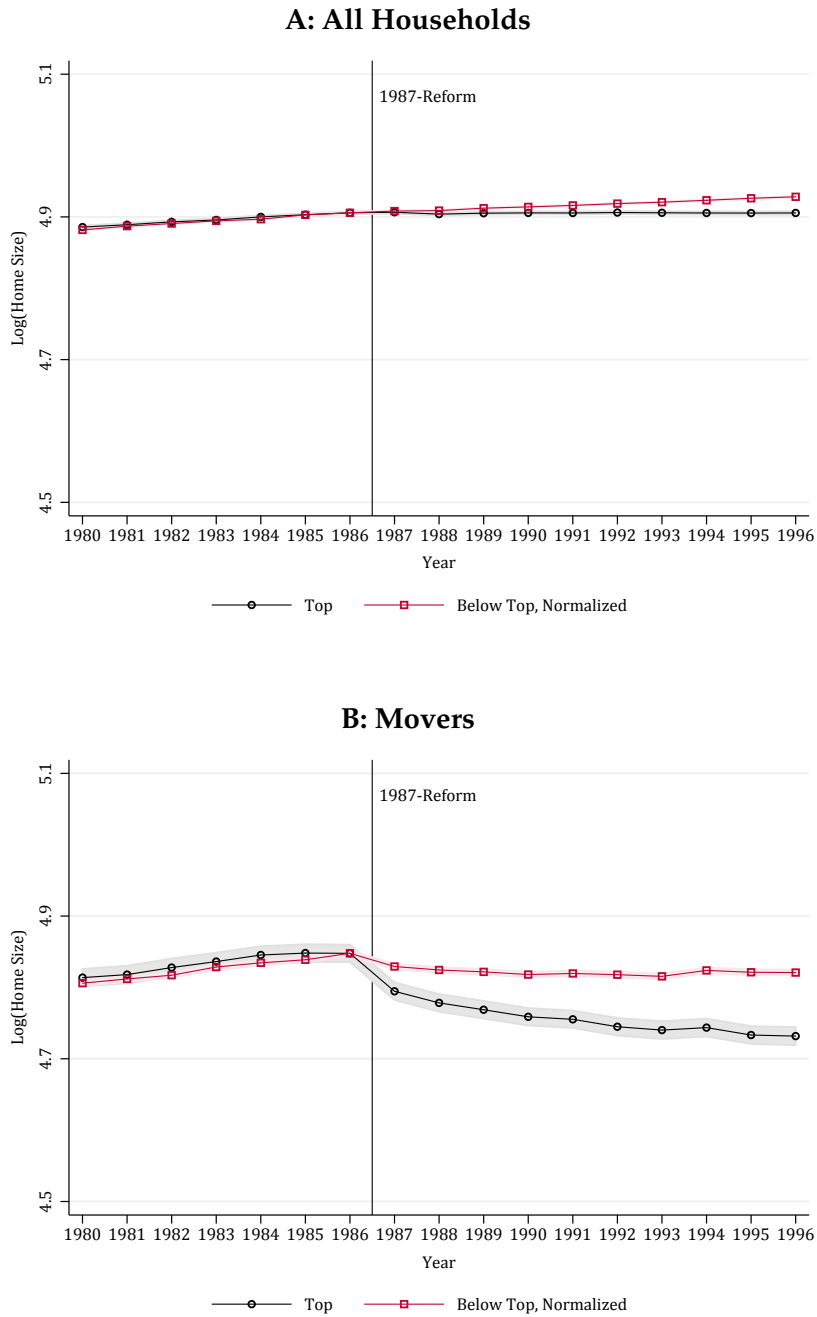 A: All Households
5.1
1987-Reform
4.9
Log(Home Size)
4.7
4.5
1980 1981 1982 1983 1984 1985 1986 1987 1988 1989 1990 1991 1992 1993 1994 1995 1996
Year
Top Below Top, Normalized
B: Movers
5.1
1987-Reform
4.9
Log(Home Size)
4.7
4.5
1980 1981 1982 1983 1984 1985 1986 1987 1988 1989 1990 1991 1992 1993 1994 1995 1996
Year
Top Below Top, Normalized